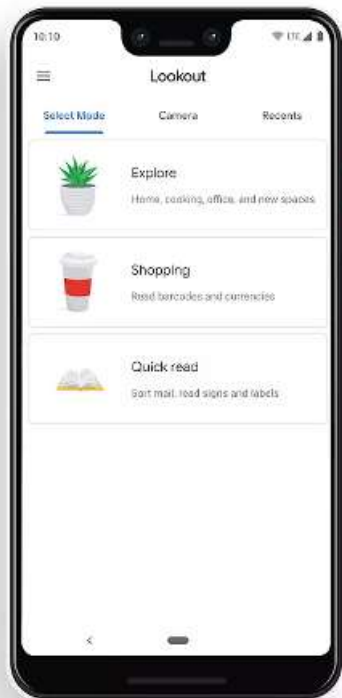 10:10
LTE
Lookout
Select Mode
Camera
Recents
Explore
Home, cooking, office, and new spaces
Shopping
Read barcodes and currencies
Quick read
Sort mail, read signs and labels